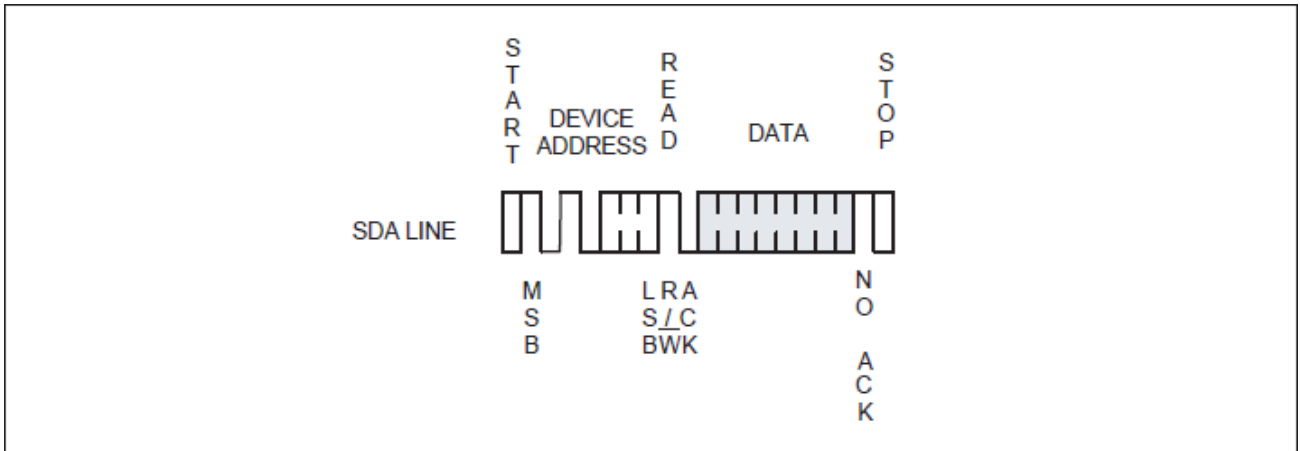 START
DEVICE
ADDRESS
READ
DATA
STOP
SDA LINE
MSB
LSB
R/W
ACK
NO ACK